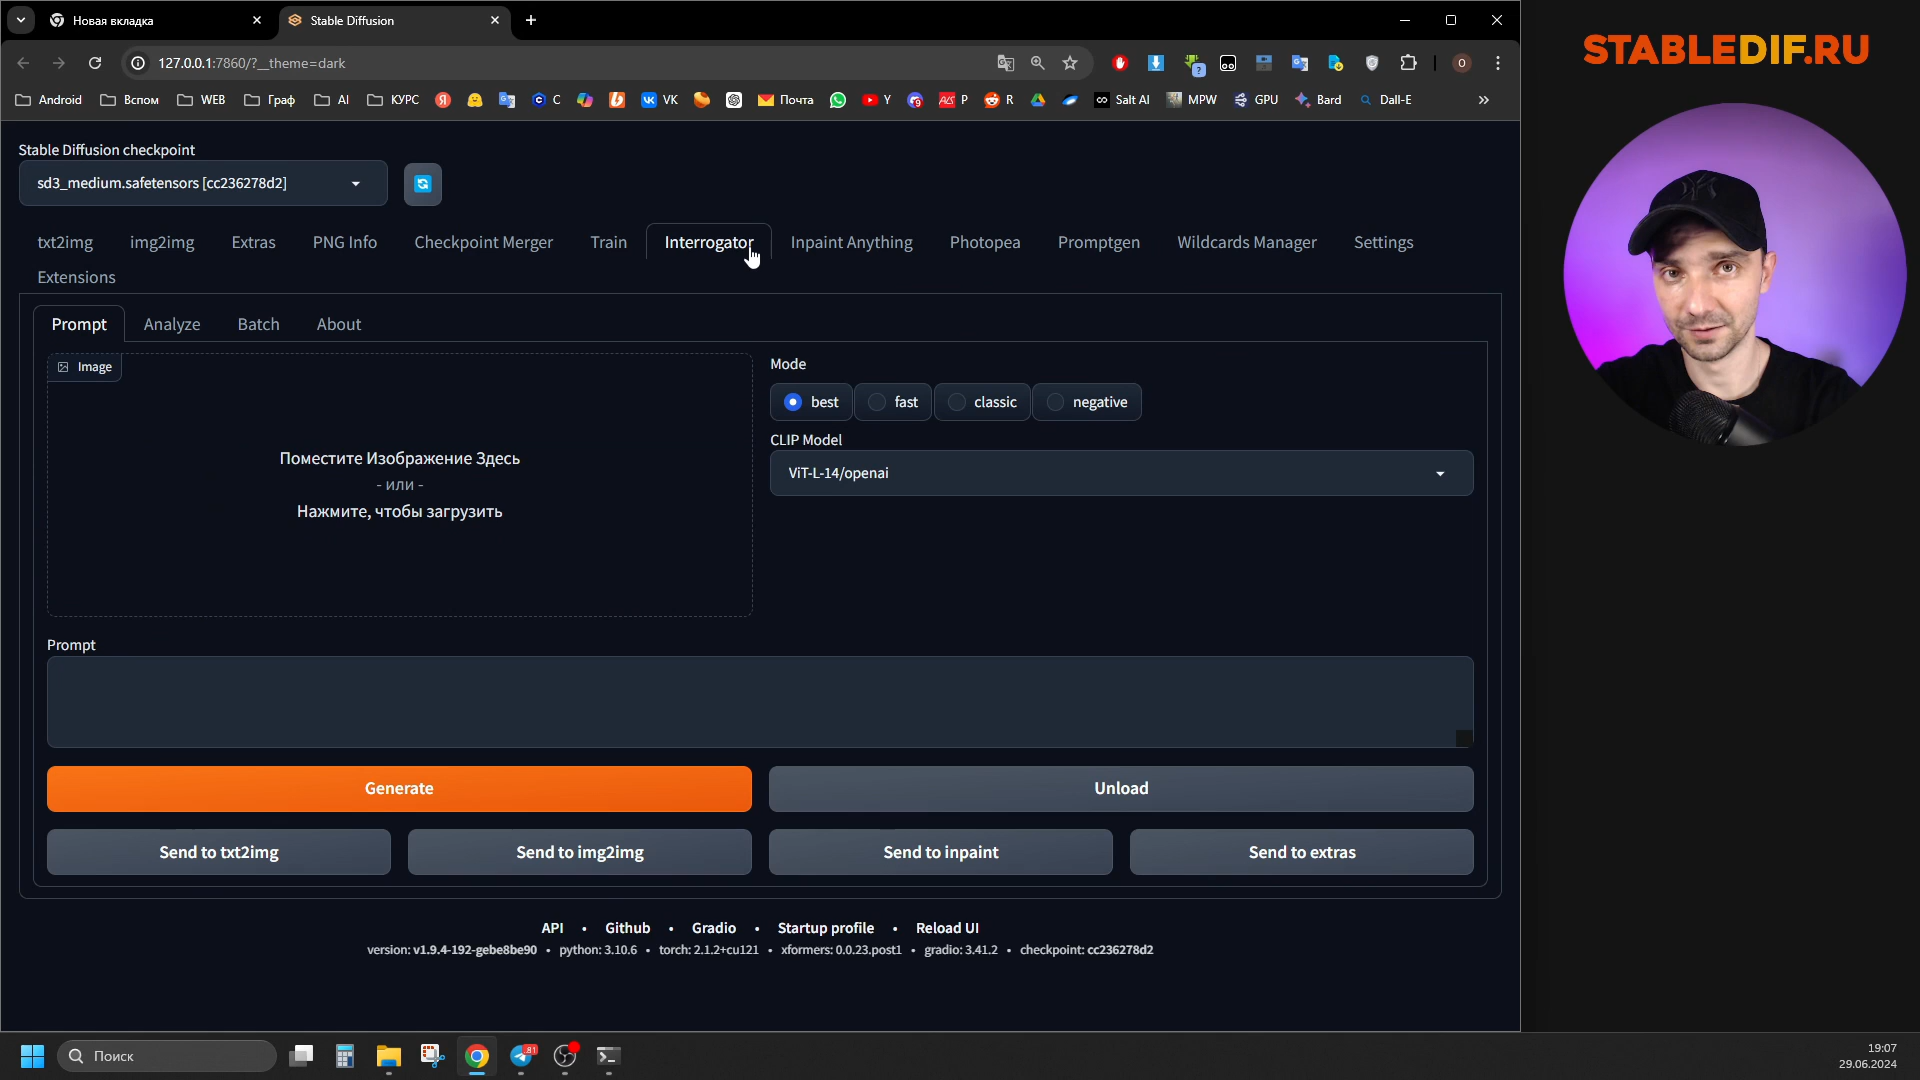 Новая вкладка
Stable Diffusion
127.0.0.1:7860/?__theme=dark
Android
Вспом
WEB
Граф
AI
КУРС
C
VK
Почта
Y
P
R
Salt AI
MPW
GPU
Bard
Dall-E
STABLEDIF.RU
Stable Diffusion checkpoint
sd3_medium.safetensors [cc236278d2]
txt2img
img2img
Extras
PNG Info
Checkpoint Merger
Train
Interrogator
Inpaint Anything
Photopea
Promptgen
Wildcards Manager
Settings
Extensions
Prompt
Analyze
Batch
About
Image
Поместите Изображение Здесь
- или -
Нажмите, чтобы загрузить
Mode
best
fast
classic
negative
CLIP Model
ViT-L-14/openai
Prompt
Generate
Unload
Send to txt2img
Send to img2img
Send to inpaint
Send to extras
API • Github • Gradio • Startup profile • Reload UI
version: v1.9.4-192-gebe8be90 • python: 3.10.6 • torch: 2.1.2+cu121 • xformers: 0.0.23.post1 • gradio: 3.41.2 • checkpoint: cc236278d2
Поиск
81
19:07
29.06.2024